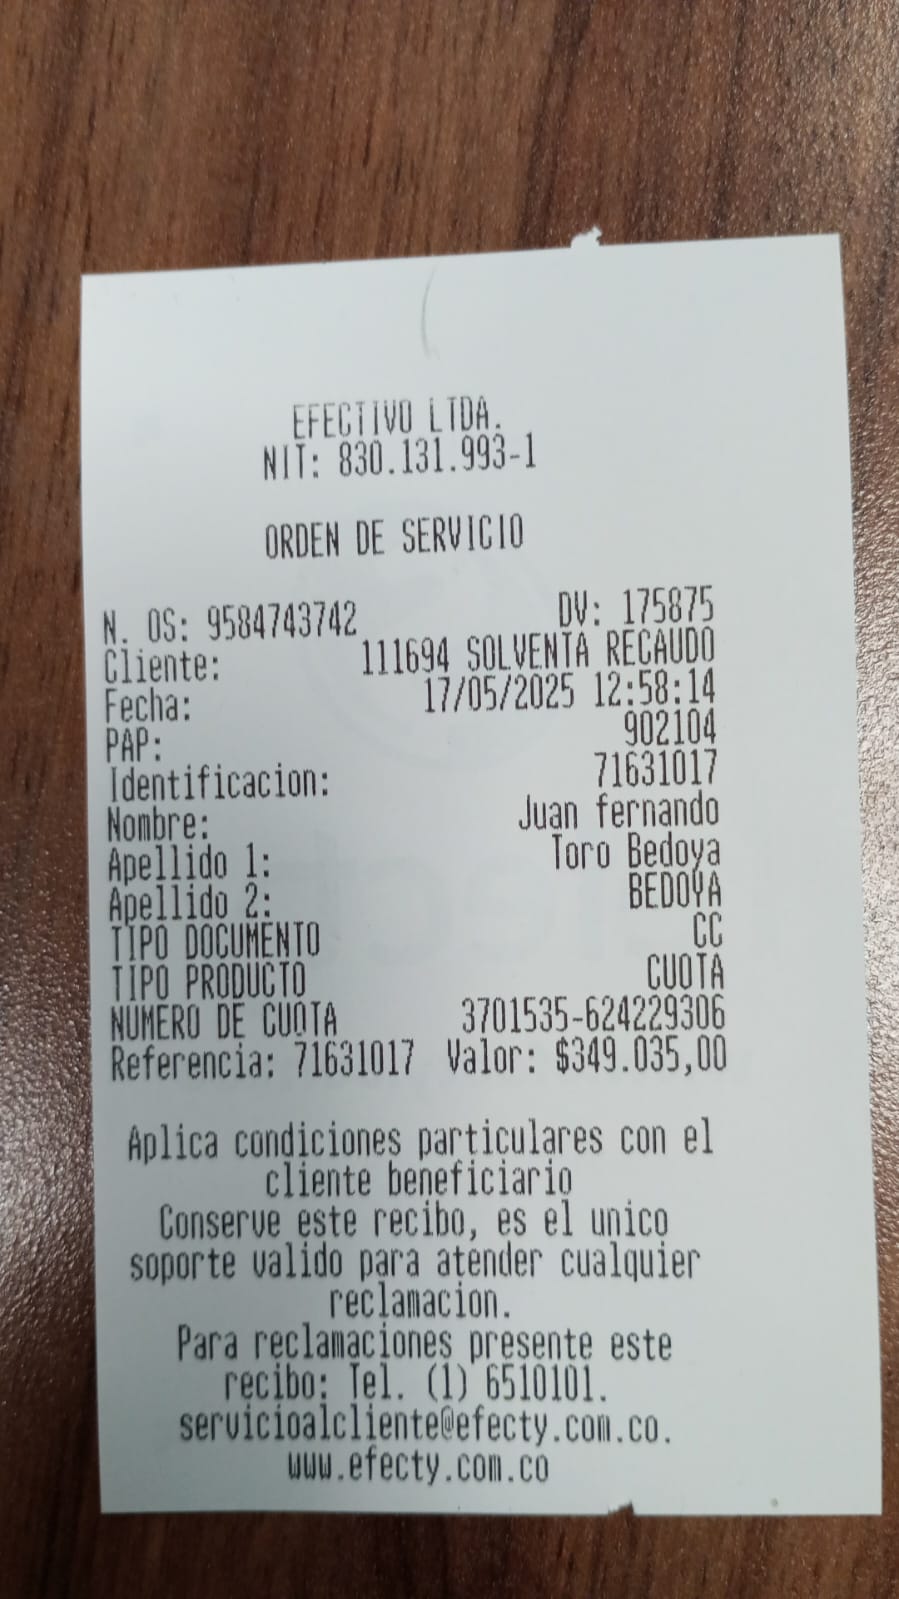 EFECTIVO LTDA.
NIT: 830.131.993-1
ORDEN DE SERVICIO
N. OS: 9584743742 DV: 175875
Cliente: 111694 SOLVENTA RECAUDO
Fecha: 17/05/2025 12:58:14
PAP: 902104
Identificacion: 71631017
Nombre: Juan fernando
Apellido 1: Toro Bedoya
Apellido 2: BEDOYA
TIPO DOCUMENTO CC
TIPO PRODUCTO CUOTA
NUMERO DE CUOTA 3701535-624229306
Referencia: 71631017 Valor: $349.035,00
Aplica condiciones particulares con el
cliente beneficiario
Conserve este recibo, es el unico
soporte valido para atender cualquier
reclamacion.
Para reclamaciones presente este
recibo: Tel. (1) 6510101.
servicioalcliente@efecty.com.co.
www.efecty.com.co